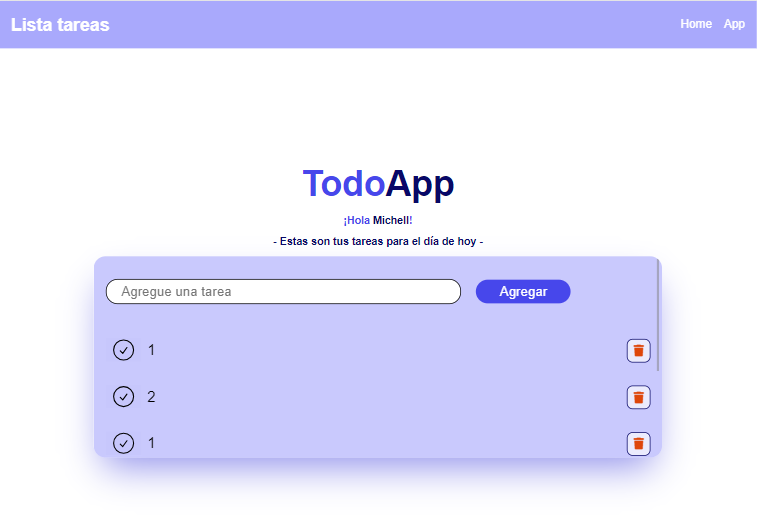 Lista tareas
Home App
TodoApp
¡Hola Michell!
- Estas son tus tareas para el día de hoy -
Agregue una tarea
Agregar
1
2
1